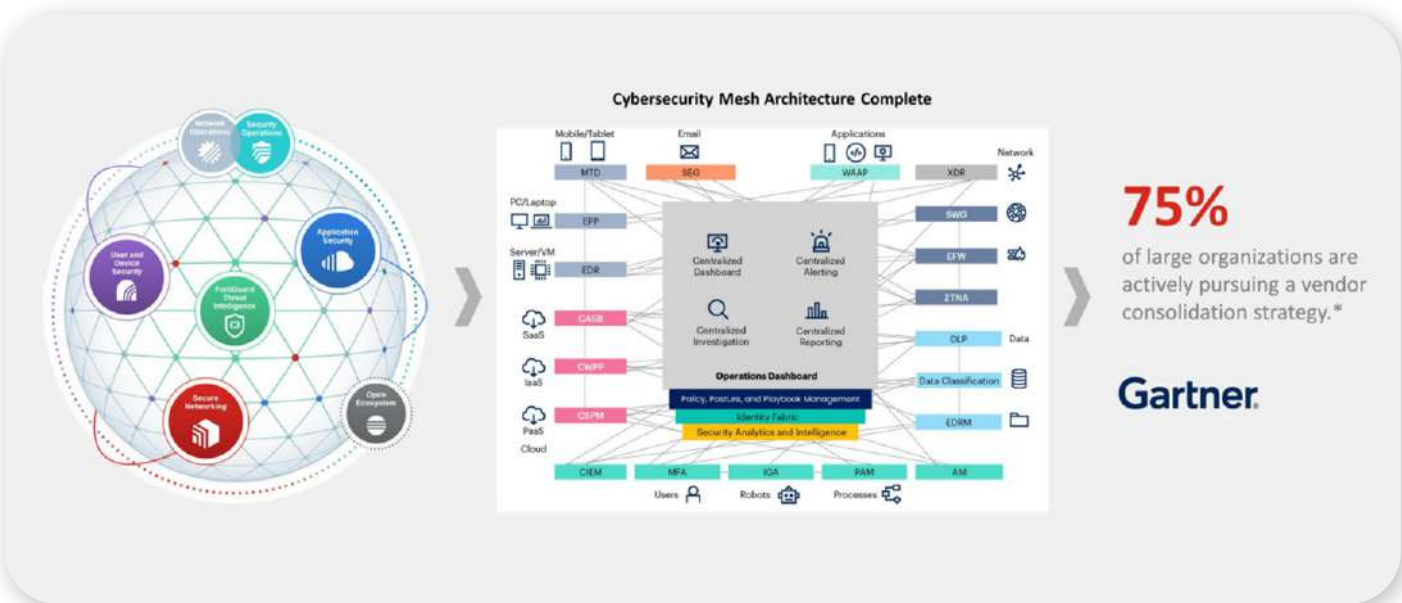 Network
Operations
Security
Operations
Application
Security
User and
Device
Security
FortiGuard
Threat
Intelligence
Secure
Networking
Open
Ecosystem
Cybersecurity Mesh Architecture Complete
Mobile/Tablet
Email
Applications
Network
MTD
SEG
WAAP
XDR
PC/Laptop
EPP
SWG
Server/VM
EDR
EFW
Centralized
Dashboard
Centralized
Alerting
ZTNA
SaaS
CASB
Centralized
Investigation
Centralized
Reporting
DLP
Data
IaaS
CWPP
Operations Dashboard
Data Classification
Policy, Posture, and Playbook Management
Identity Fabric
Security Analytics and Intelligence
PaaS
CSPM
EDRM
Cloud
CIEM
MFA
IGA
PAM
AM
Users
Robots
Processes
75%
of large organizations are
actively pursuing a vendor
consolidation strategy.*
Gartner.